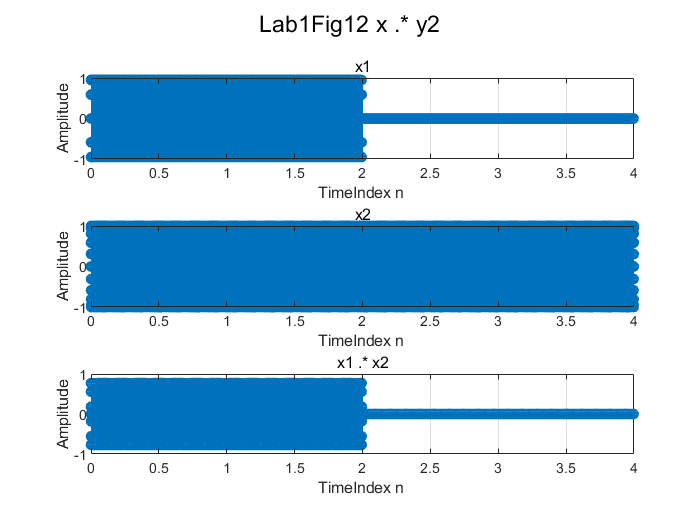 Lab1Fig12 x .* y2
x1
1
0
-1
Amplitude
0 0.5 1 1.5 2 2.5 3 3.5 4
TimeIndex n
x2
1
0
-1
Amplitude
0 0.5 1 1.5 2 2.5 3 3.5 4
TimeIndex n
x1 .* x2
1
0
-1
Amplitude
0 0.5 1 1.5 2 2.5 3 3.5 4
TimeIndex n